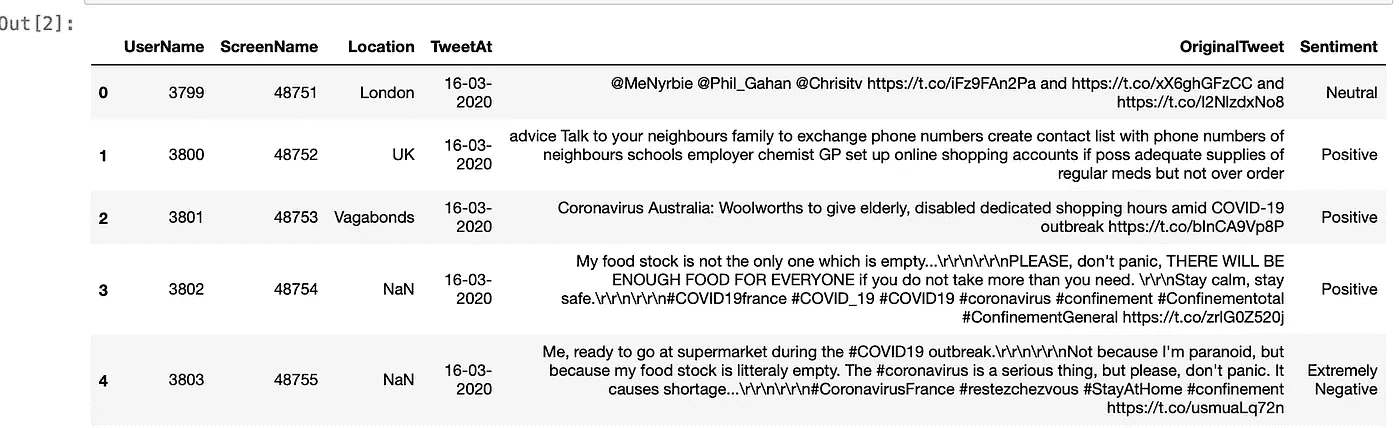 Out[2]:
UserName ScreenName Location TweetAt OriginalTweet Sentiment
0 3799 48751 London 16-03-2020 @MeNyrbie @Phil_Gahan @Chrisitv https://t.co/iFz9FAn2Pa and https://t.co/xX6ghGFzCC and
https://t.co/I2NlzdxNo8 Neutral
1 3800 48752 UK 16-03-2020 advice Talk to your neighbours family to exchange phone numbers create contact list with phone numbers of
neighbours schools employer chemist GP set up online shopping accounts if poss adequate supplies of
regular meds but not over order Positive
2 3801 48753 Vagabonds 16-03-2020 Coronavirus Australia: Woolworths to give elderly, disabled dedicated shopping hours amid COVID-19
outbreak https://t.co/bInCA9Vp8P Positive
3 3802 48754 NaN 16-03-2020 My food stock is not the only one which is empty...\r\r\n\r\r\nPLEASE, don't panic, THERE WILL BE
ENOUGH FOOD FOR EVERYONE if you do not take more than you need. \r\r\nStay calm, stay
safe.\r\r\n\r\r\n#COVID19france #COVID_19 #COVID19 #coronavirus #confinement #Confinementotal
#ConfinementGeneral https://t.co/zrlG0Z520j Positive
4 3803 48755 NaN 16-03-2020 Me, ready to go at supermarket during the #COVID19 outbreak.\r\r\n\r\r\nNot because I'm paranoid, but
because my food stock is litteraly empty. The #coronavirus is a serious thing, but please, don't panic. It
causes shortage...\r\r\n\r\r\n#CoronavirusFrance #restezchezvous #StayAtHome #confinement
https://t.co/usmuaLq72n Extremely Negative